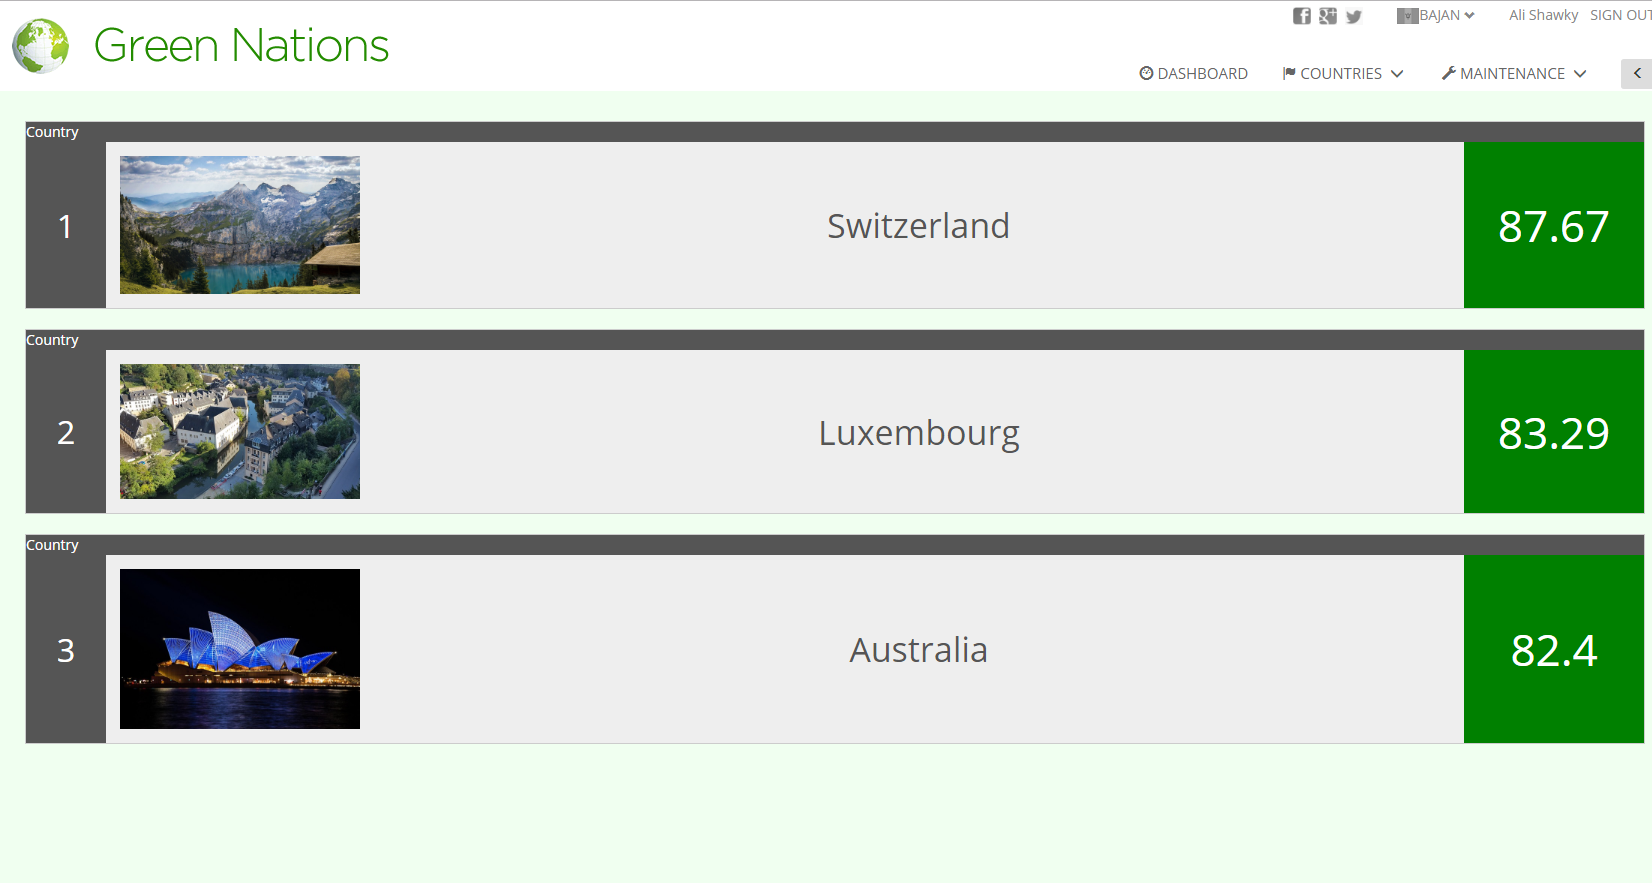 BAJAN Ali Shawky SIGN OUT
Green Nations
DASHBOARD COUNTRIES MAINTENANCE
Country
1 Switzerland 87.67
Country
2 Luxembourg 83.29
Country
3 Australia 82.4